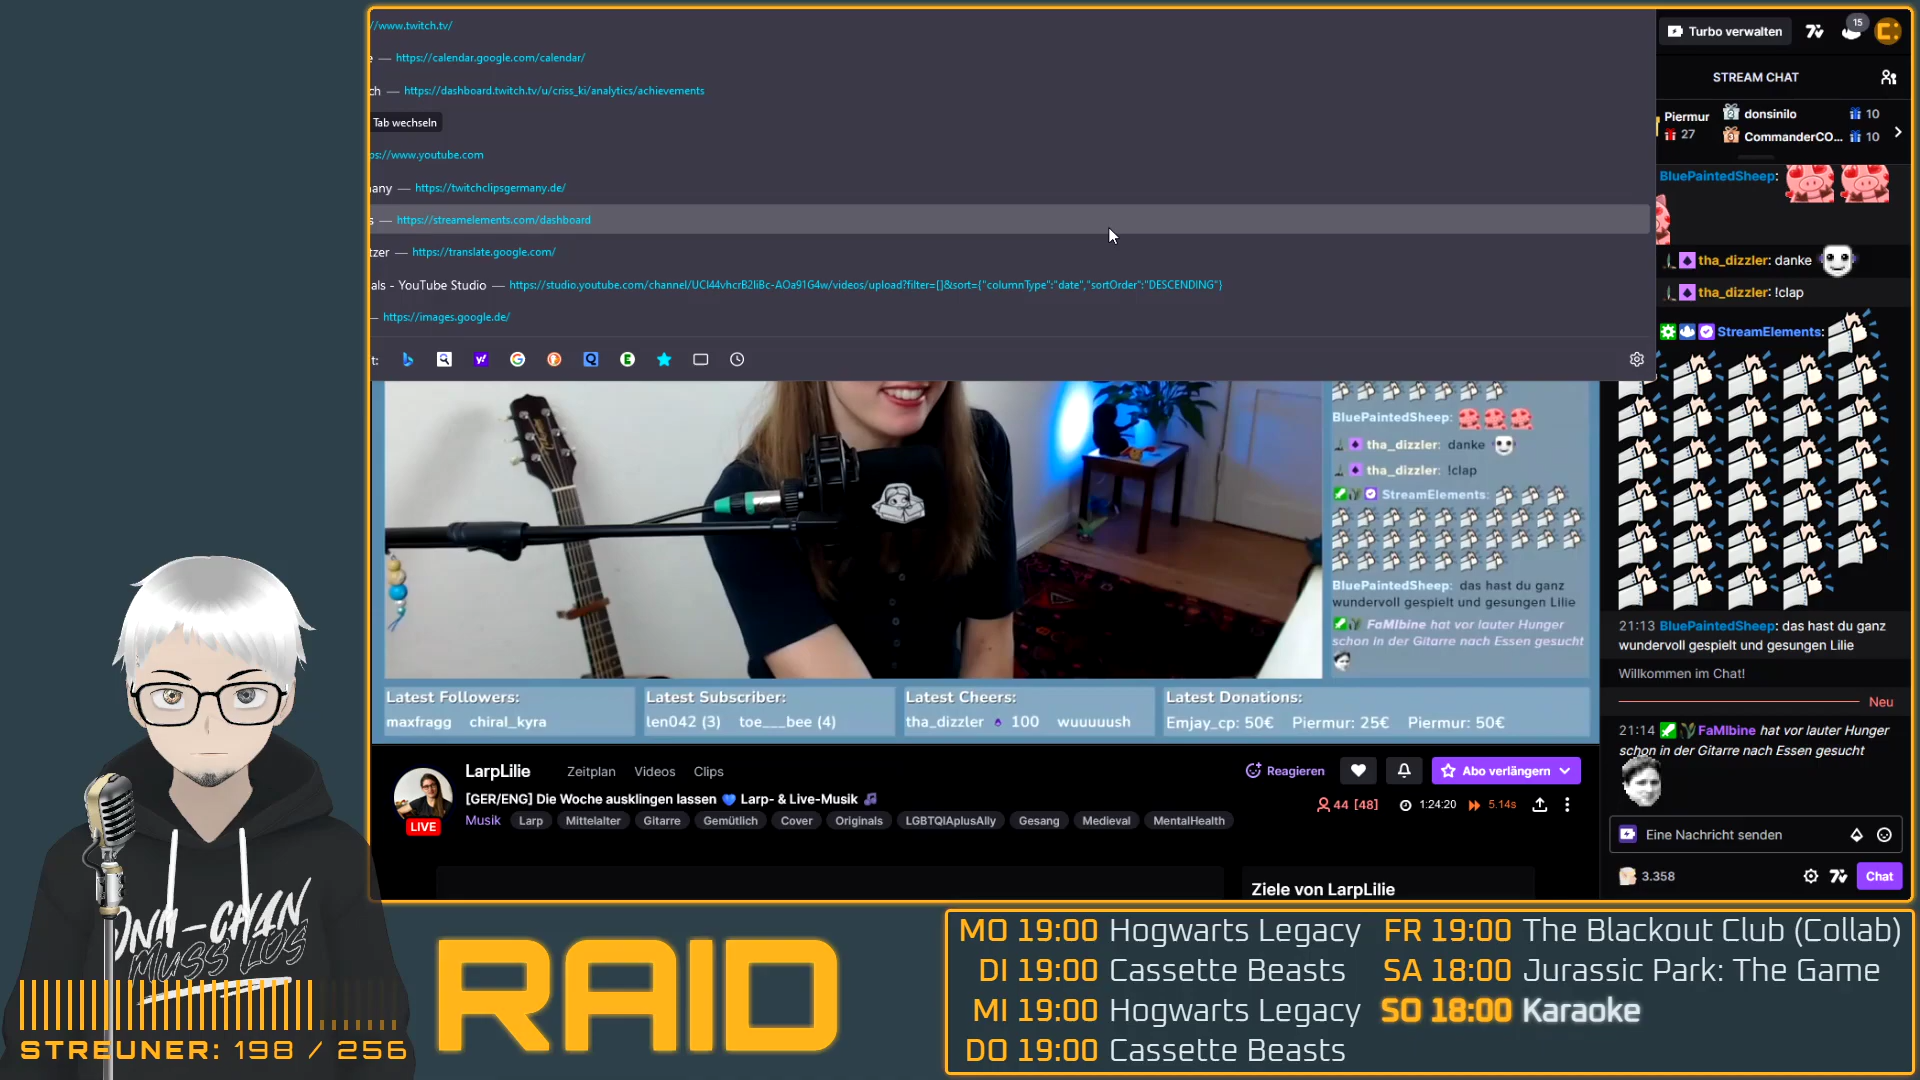 //www.twitch.tv/
e — https://calendar.google.com/calendar/
ch — https://dashboard.twitch.tv/u/criss_ki/analytics/achievements
Tab wechseln
ps://www.youtube.com
nany — https://twitchclipsgermany.de/
s — https://streamelements.com/dashboard
tzer — https://translate.google.com/
als - YouTube Studio — https://studio.youtube.com/channel/UCl44vhcrB2liBc-AOa91G4w/videos/upload?filter=[]&sort={"columnType":"date","sortOrder":"DESCENDING"}
— https://images.google.de/
t:
Turbo verwalten
15
STREAM CHAT
Piermur
27
donsinilo 10
CommanderCO... 10
BluePaintedSheep:
tha_dizzler: danke
tha_dizzler: !clap
StreamElements:
21:13 BluePaintedSheep: das hast du ganz
wundervoll gespielt und gesungen Lilie
Willkommen im Chat!
Neu
21:14 FaMIbine hat vor lauter Hunger
schon in der Gitarre nach Essen gesucht
Eine Nachricht senden
3.358
Chat
BluePaintedSheep:
tha_dizzler: danke
tha_dizzler: !clap
StreamElements:
BluePaintedSheep: das hast du ganz
wundervoll gespielt und gesungen Lilie
FaMIbine hat vor lauter Hunger
schon in der Gitarre nach Essen gesucht
Latest Followers:
maxfragg chiral_kyra
Latest Subscriber:
len042 (3) toe___bee (4)
Latest Cheers:
tha_dizzler 100 wuuuuush
Latest Donations:
Emjay_cp: 50€ Piermur: 25€ Piermur: 50€
LIVE
LarpLilie Zeitplan Videos Clips
Reagieren
Abo verlängern
[GER/ENG] Die Woche ausklingen lassen 💙 Larp- & Live-Musik 🎵
44 [48] 1:24:20 5.14s
Musik Larp Mittelalter Gitarre Gemütlich Cover Originals LGBTQIAplusAlly Gesang Medieval MentalHealth
Ziele von LarpLilie
MUSS LOS
STREUNER: 198 / 256
RAID
MO 19:00 Hogwarts Legacy
DI 19:00 Cassette Beasts
MI 19:00 Hogwarts Legacy
DO 19:00 Cassette Beasts
FR 19:00 The Blackout Club (Collab)
SA 18:00 Jurassic Park: The Game
SO 18:00 Karaoke